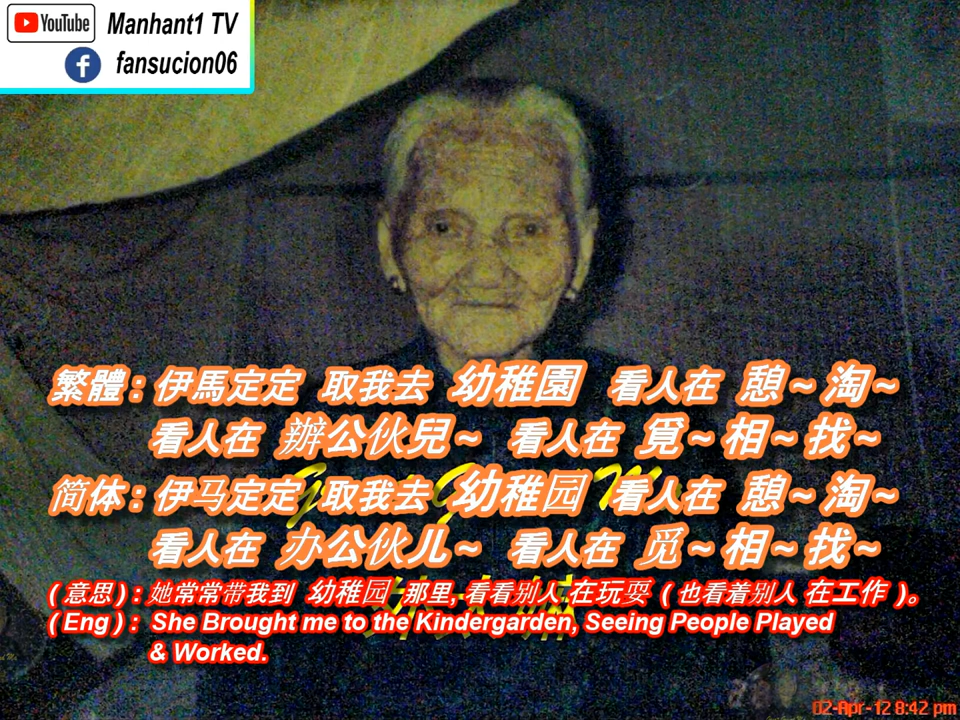 YouTube Manhant1 TV
fansucion06
繁體 : 伊馬定定 取我去 幼稚園 看人在 憩 ~ 淘 ~
看人在 辦公伙兒 ~ 看人在 覓 ~ 相 ~ 找 ~
简体 : 伊马定定 取我去 幼稚园 看人在 憩 ~ 淘 ~
看人在 办公伙儿 ~ 看人在 觅 ~ 相 ~ 找 ~
( 意思 ) : 她常常带我到 幼稚园 那里, 看看别人 在玩耍 ( 也看着别人 在工作 )。
( Eng ) : She Brought me to the Kindergarden, Seeing People Played
& Worked.
02-Apr-12 8:42 pm